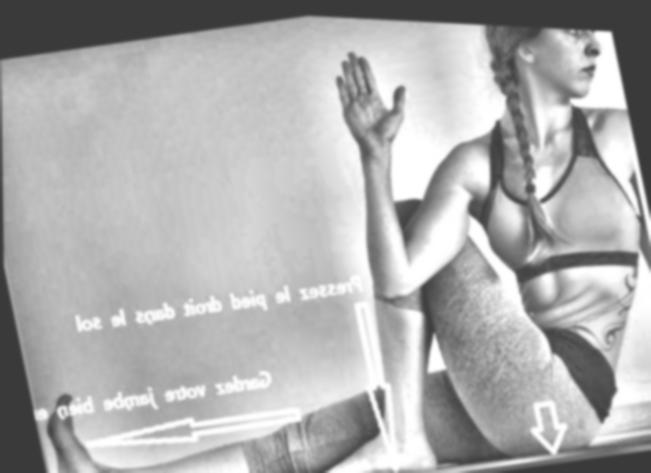 Pressez le pied droit dans le sol
Gardez votre jambe bien